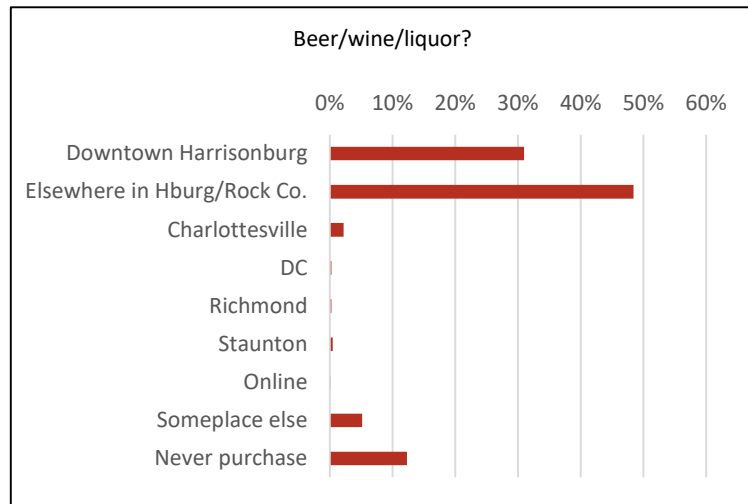 Beer/wine/liquor?
0% 10% 20% 30% 40% 50% 60%
Downtown Harrisonburg
Elsewhere in Hburg/Rock Co.
Charlottesville
DC
Richmond
Staunton
Online
Someplace else
Never purchase